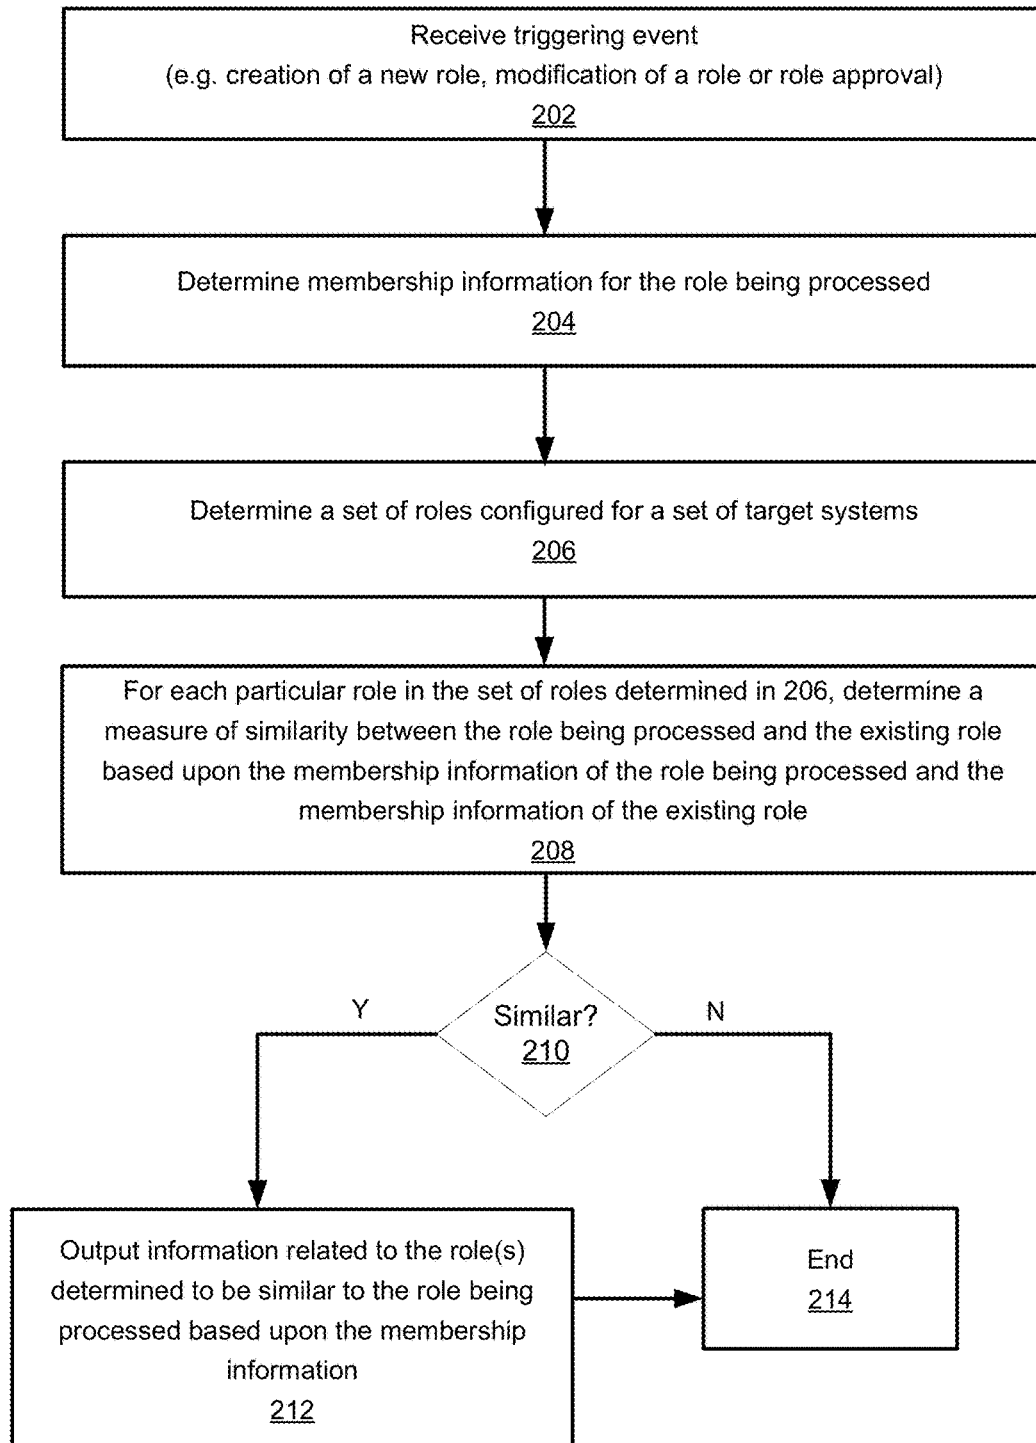 Receive triggering event
(e.g. creation of a new role, modification of a role or role approval)
202
Determine membership information for the role being processed
204
Determine a set of roles configured for a set of target systems
206
For each particular role in the set of roles determined in 206, determine a
measure of similarity between the role being processed and the existing role
based upon the membership information of the role being processed and the
membership information of the existing role
208
Similar?
210
Y
N
Output information related to the role(s)
determined to be similar to the role being
processed based upon the membership
information
212
End
214